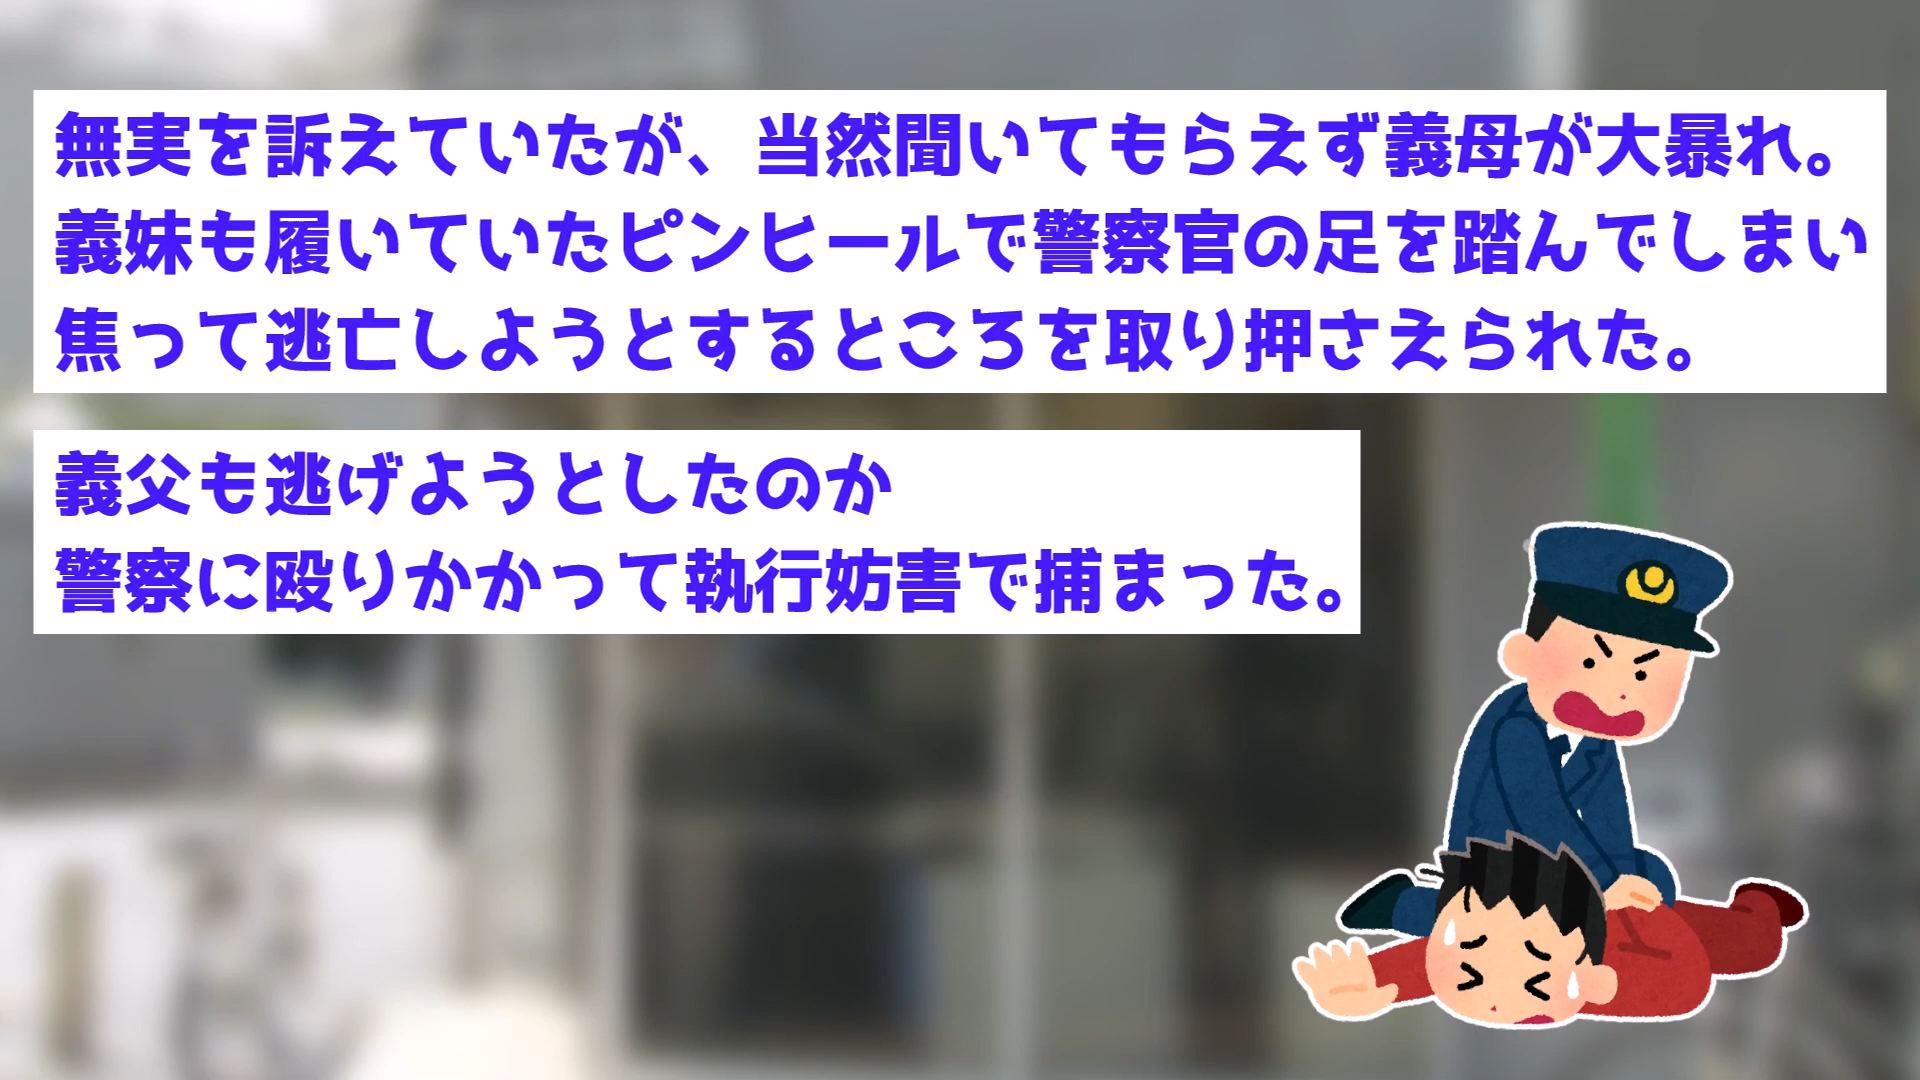 無実を訴えていたが、当然聞いてもらえず義母が大暴れ。
義妹も履いていたピンヒールで警察官の足を踏んでしまい
焦って逃亡しようとするところを取り押さえられた。
義父も逃げようとしたのか
警察に殴りかかって執行妨害で捕まった。